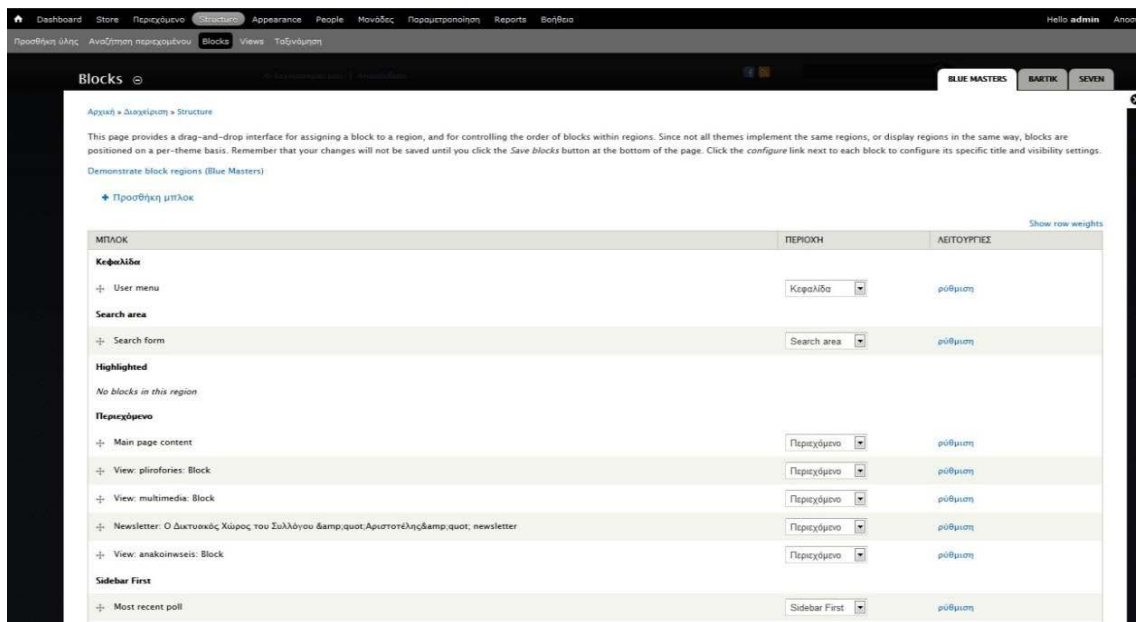 Dashboard Store Περιεχόμενο Structure Appearance People Μονάδες Παραμετροποίηση Reports Βοήθεια Hello admin Αποσ
Προσθήκη ύλης Αναζήτηση περιεχομένου Blocks Views Ταξινόμηση
Blocks BLUE MASTERS BARTIK SEVEN
Αρχική » Διαχείριση » Structure
This page provides a drag-and-drop interface for assigning a block to a region, and for controlling the order of blocks within regions. Since not all themes implement the same regions, or display regions in the same way, blocks are
positioned on a per-theme basis. Remember that your changes will not be saved until you click the Save blocks button at the bottom of the page. Click the configure link next to each block to configure its specific title and visibility settings.
Demonstrate block regions (Blue Masters)
+ Προσθήκη μπλοκ
Show row weights
ΜΠΛΟΚ ΠΕΡΙΟΧΗ ΛΕΙΤΟΥΡΓΙΕΣ
Κεφαλίδα
User menu Κεφαλίδα ρύθμιση
Search area
Search form Search area ρύθμιση
Highlighted
No blocks in this region
Περιεχόμενο
Main page content Περιεχόμενο ρύθμιση
View: plirofories: Block Περιεχόμενο ρύθμιση
View: multimedia: Block Περιεχόμενο ρύθμιση
Newsletter: Ο Δικτυακός Χώρος του Συλλόγου &amp;quot;Αριστοτέλης&amp;quot; newsletter Περιεχόμενο ρύθμιση
View: anakoinwseis: Block Περιεχόμενο ρύθμιση
Sidebar First
Most recent poll Sidebar First ρύθμιση